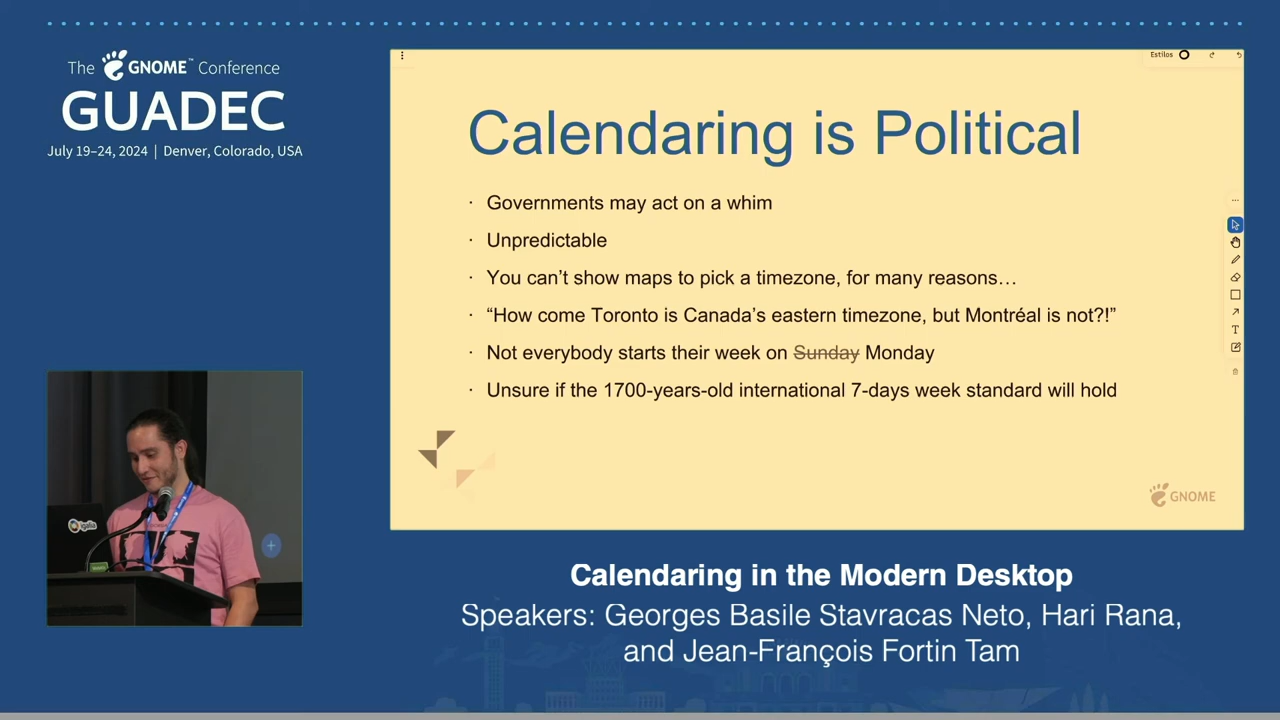 The GNOME™ Conference
GUADEC
July 19–24, 2024 | Denver, Colorado, USA
Estilos
Calendaring is Political
· Governments may act on a whim
· Unpredictable
· You can’t show maps to pick a timezone, for many reasons…
· “How come Toronto is Canada’s eastern timezone, but Montréal is not?!”
· Not everybody starts their week on Sunday Monday
· Unsure if the 1700-years-old international 7-days week standard will hold
GNOME
Igalia
Calendaring in the Modern Desktop
Speakers: Georges Basile Stavracas Neto, Hari Rana,
and Jean-François Fortin Tam